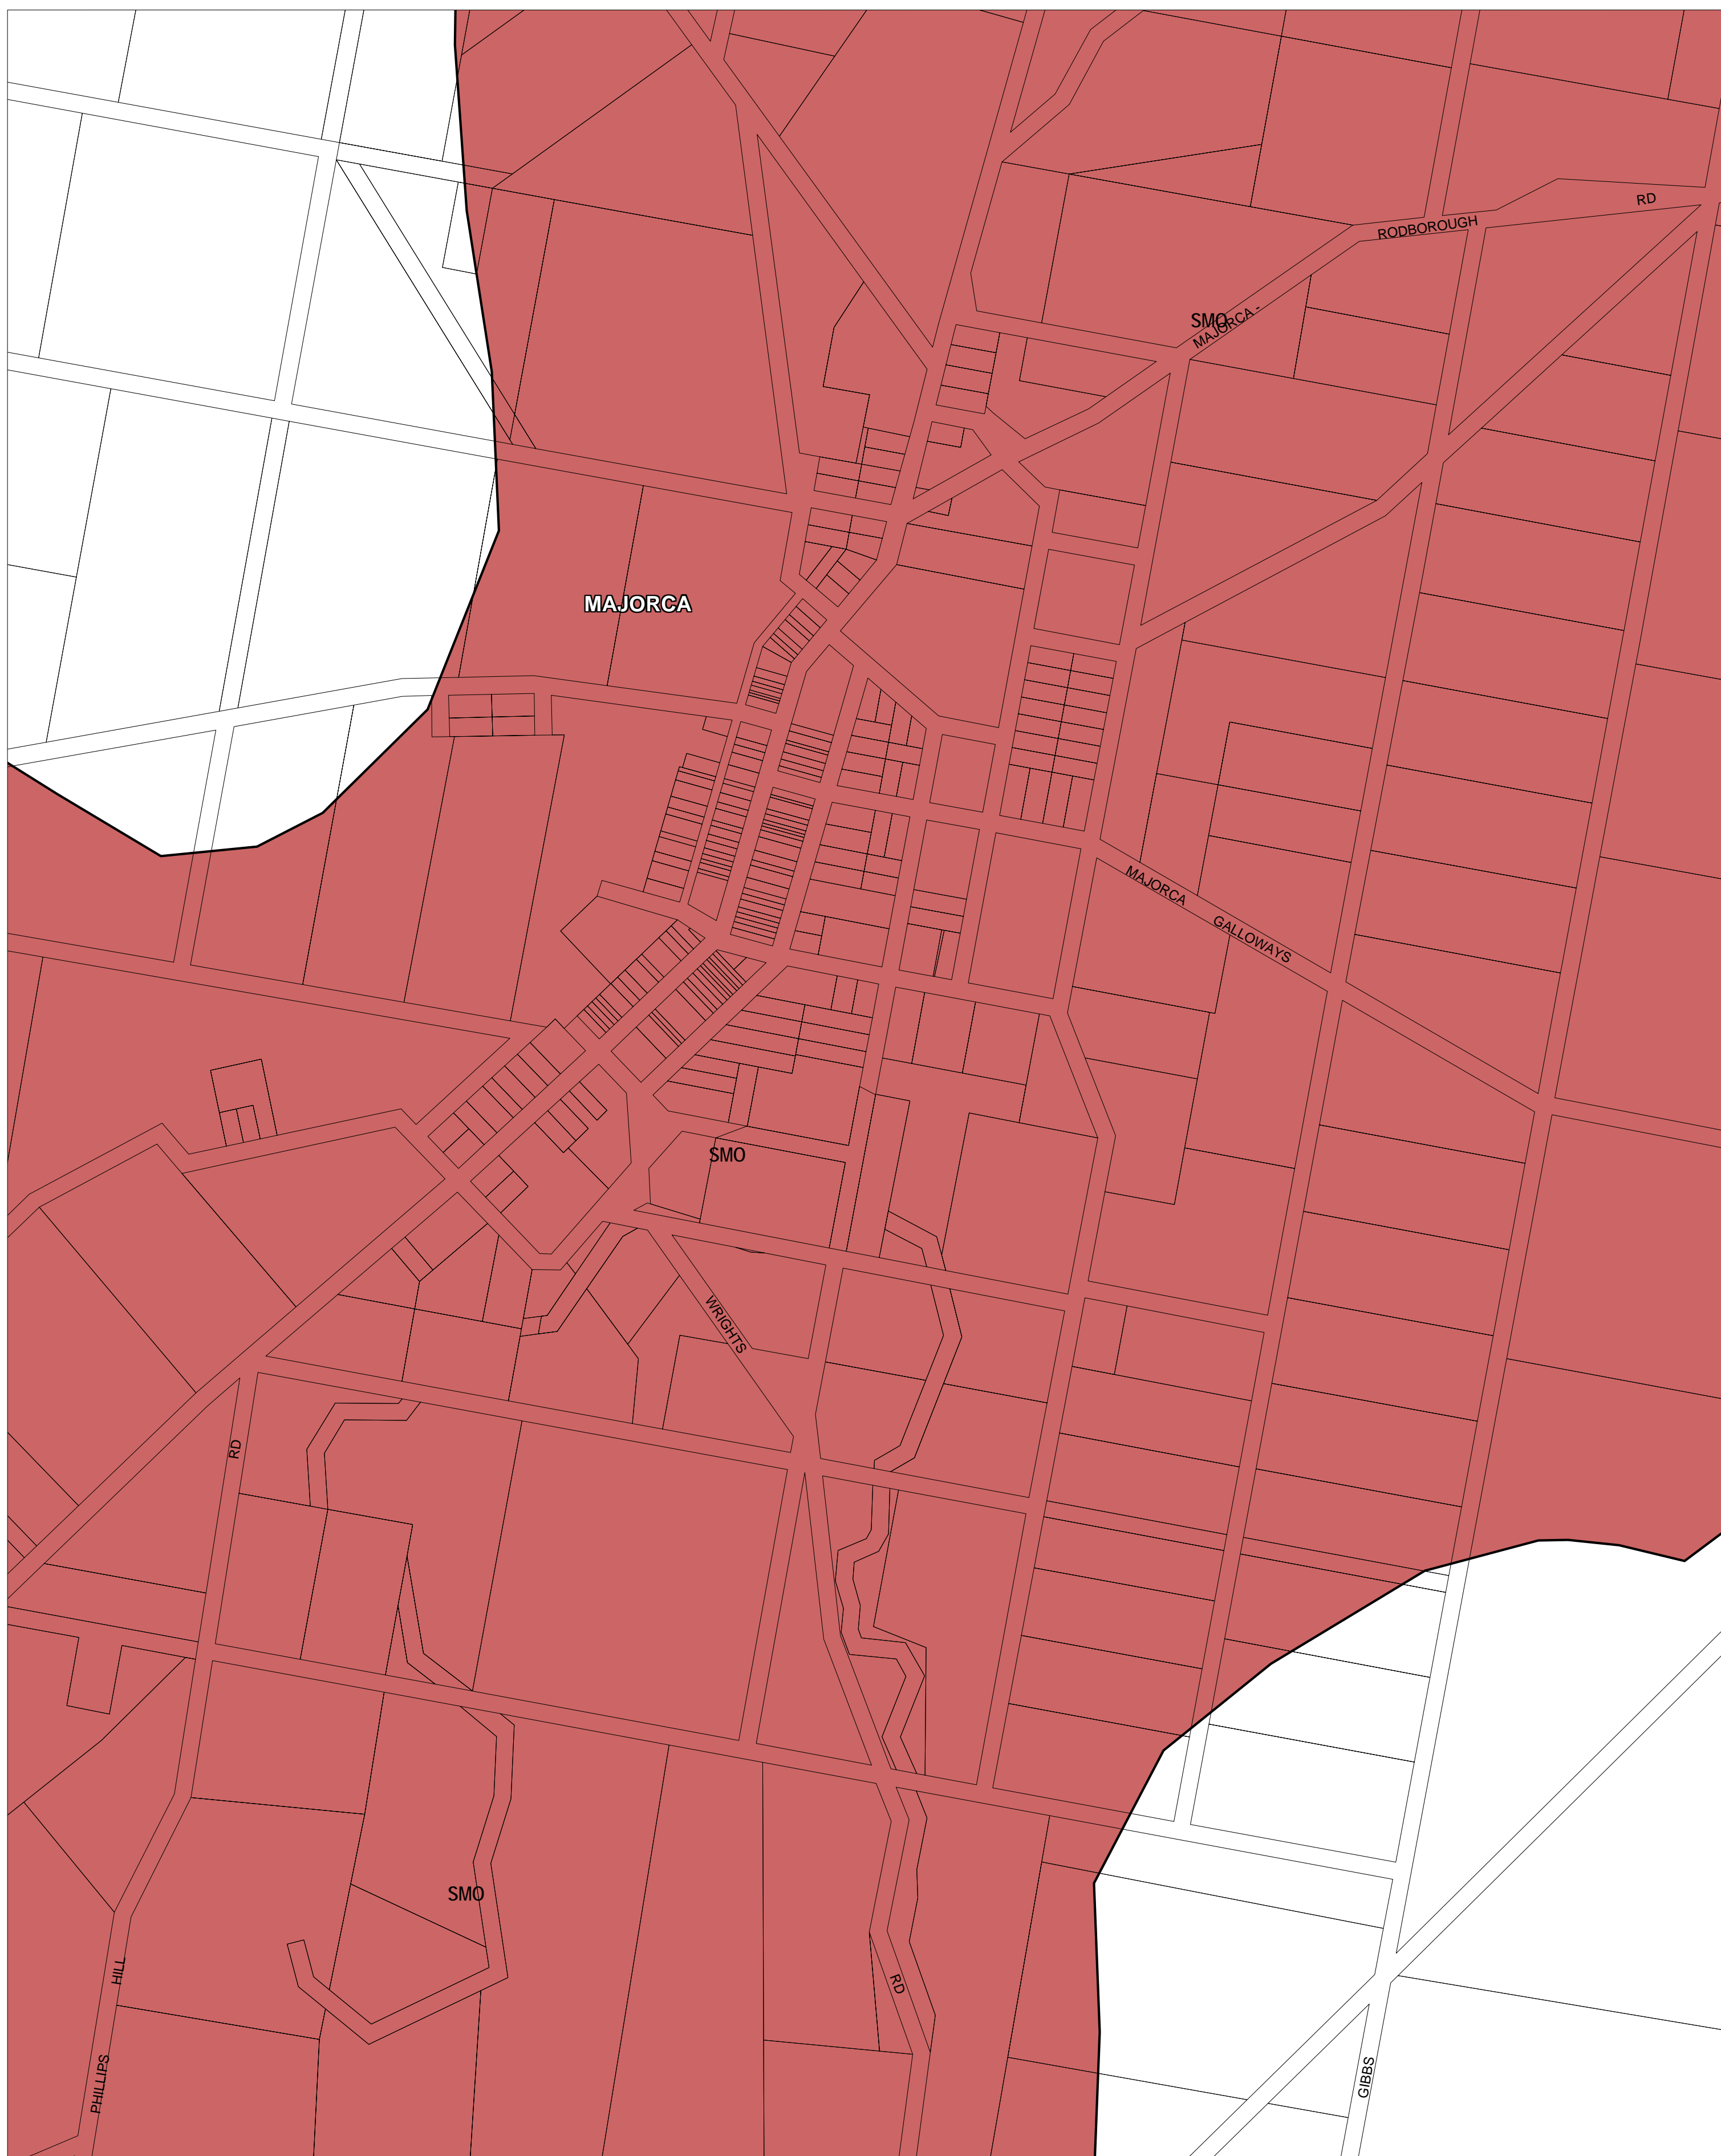 RD
RODBOROUGH
SMO
MAJORCA -
MAJORCA
MAJORCA
GALLOWAYS
SMO
WRIGHTS
RD
SMO
HILL
RD
PHILLIPS
GIBBS